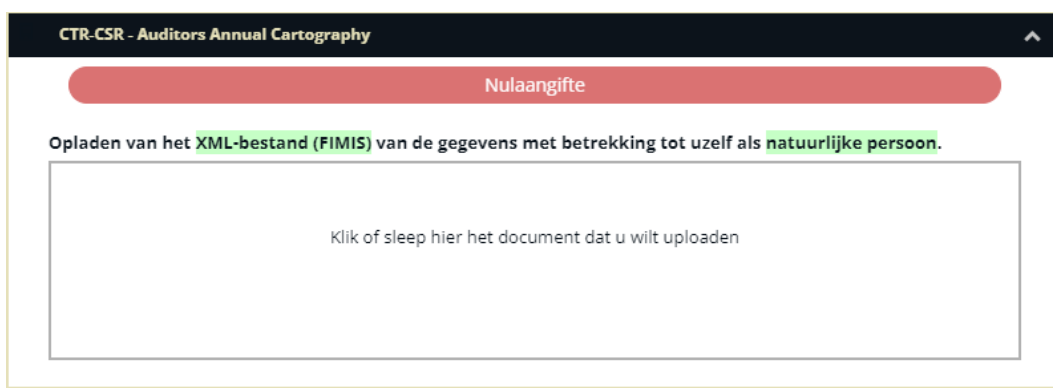 CTR-CSR - Auditors Annual Cartography
Nulaangifte
Opladen van het XML-bestand (FIMIS) van de gegevens met betrekking tot uzelf als natuurlijke persoon.
Klik of sleep hier het document dat u wilt uploaden